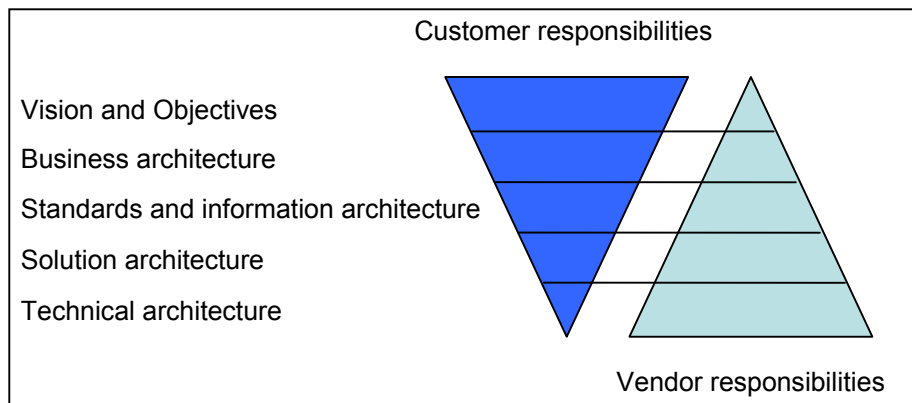 Customer responsibilities
Vision and Objectives
Business architecture
Standards and information architecture
Solution architecture
Technical architecture
Vendor responsibilities